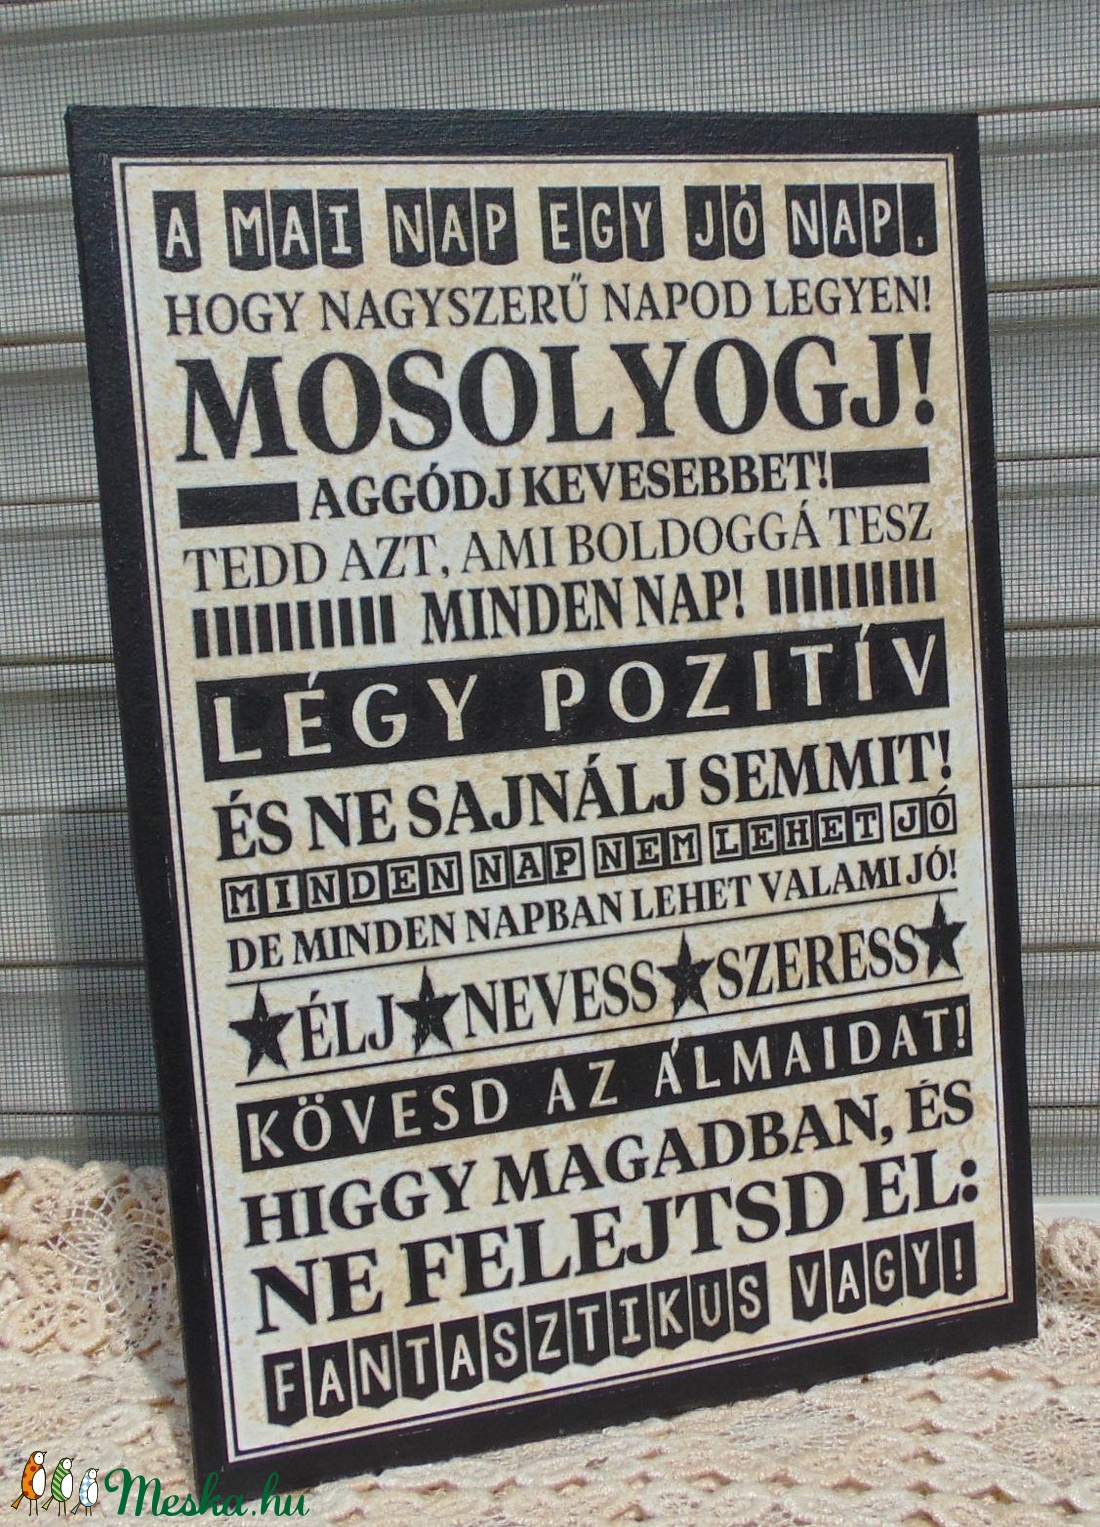 A MAI NAP EGY JÓ NAP,
HOGY NAGYSZERŰ NAPOD LEGYEN!
MOSOLYOGJ!
AGGÓDJ KEVESEBBET!
TEDD AZT, AMI BOLDOGGÁ TESZ
MINDEN NAP!
LÉGY POZITÍV
ÉS NE SAJNÁLJ SEMMIT!
MINDEN NAP NEM LEHET JÓ
DE MINDEN NAPBAN LEHET VALAMI JÓ!
★ÉLJ★NEVESS★SZERESS★
KÖVESD AZ ÁLMAIDAT!
HIGGY MAGADBAN, ÉS
NE FELEJTSD EL:
FANTASZTIKUS VAGY!
Meska.hu